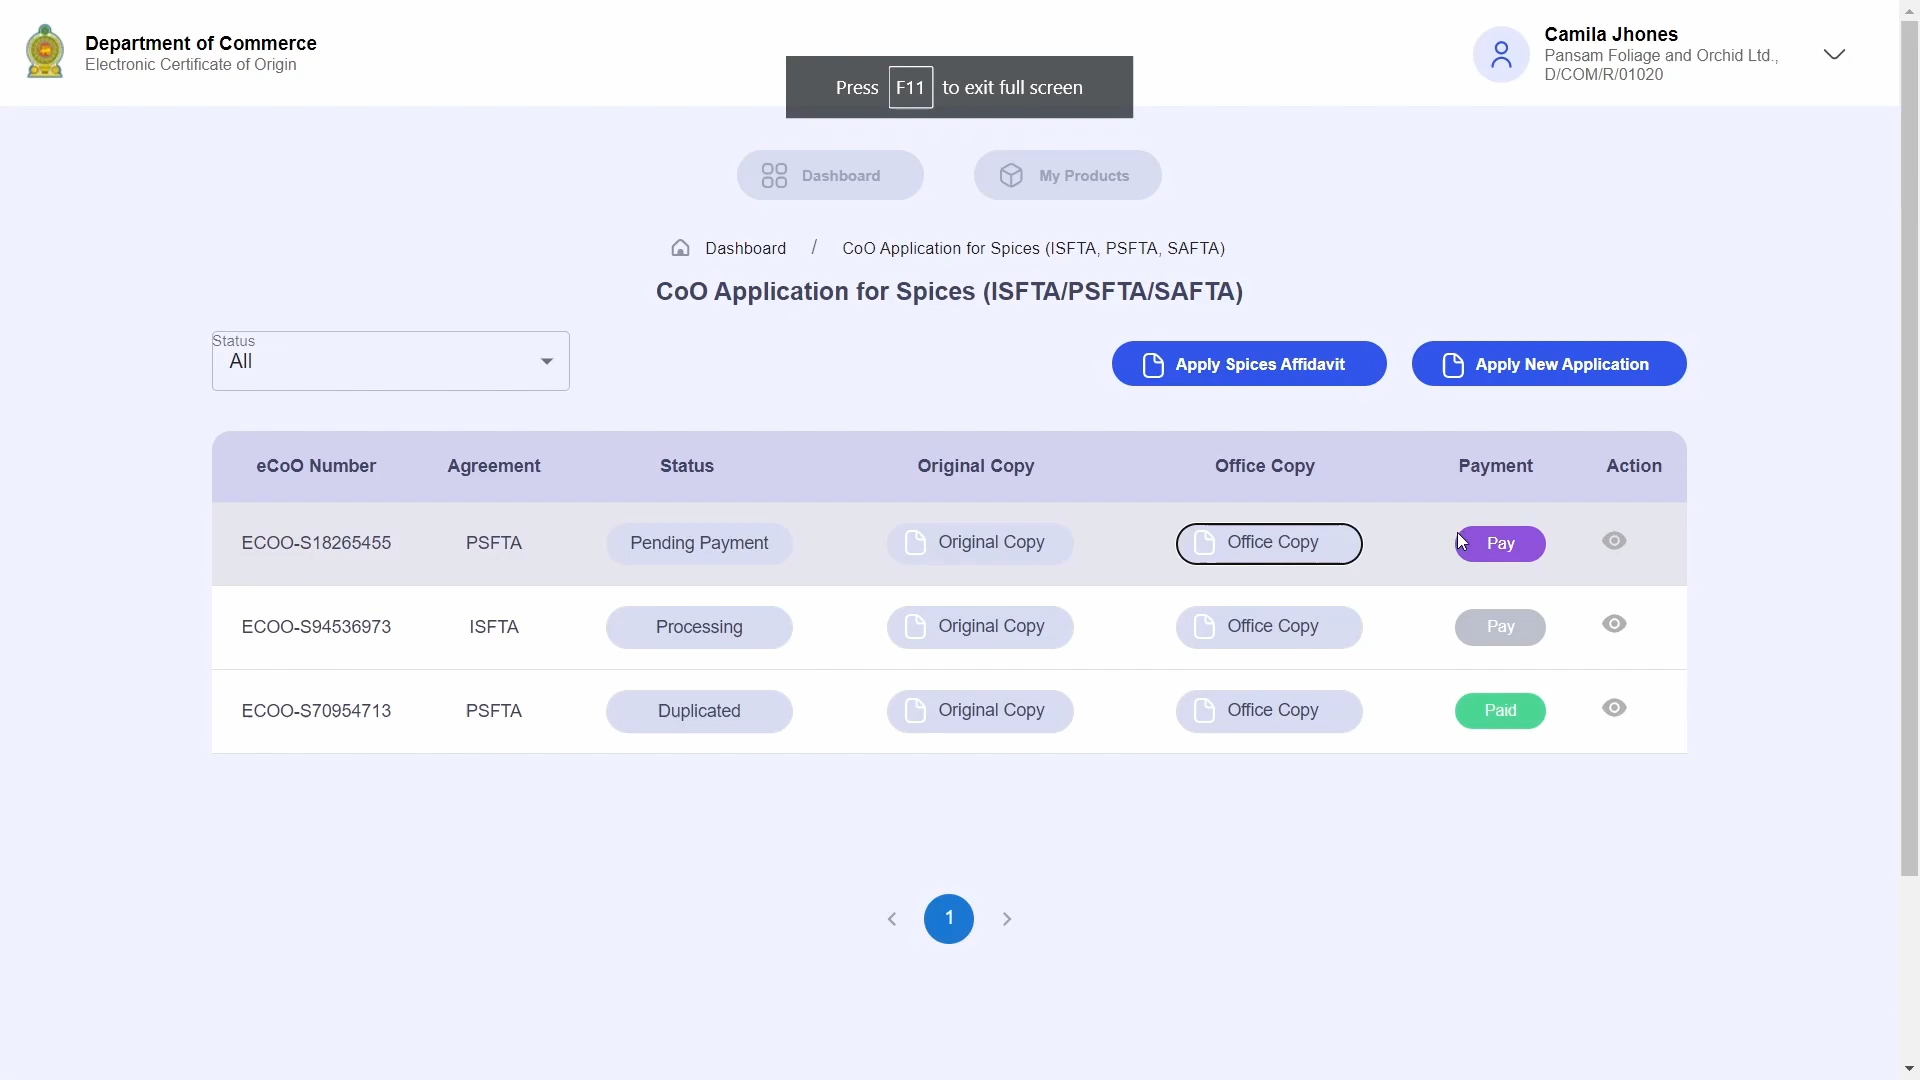 Department of Commerce
Electronic Certificate of Origin
Press F11 to exit full screen
Camila Jhones
Pansam Foliage and Orchid Ltd.,
D/COM/R/01020
Dashboard
My Products
Dashboard / CoO Application for Spices (ISFTA, PSFTA, SAFTA)
CoO Application for Spices (ISFTA/PSFTA/SAFTA)
Status
All
Apply Spices Affidavit
Apply New Application
eCoO Number Agreement Status Original Copy Office Copy Payment Action
ECOO-S18265455 PSFTA Pending Payment Original Copy Office Copy Pay
ECOO-S94536973 ISFTA Processing Original Copy Office Copy Pay
ECOO-S70954713 PSFTA Duplicated Original Copy Office Copy Paid
1